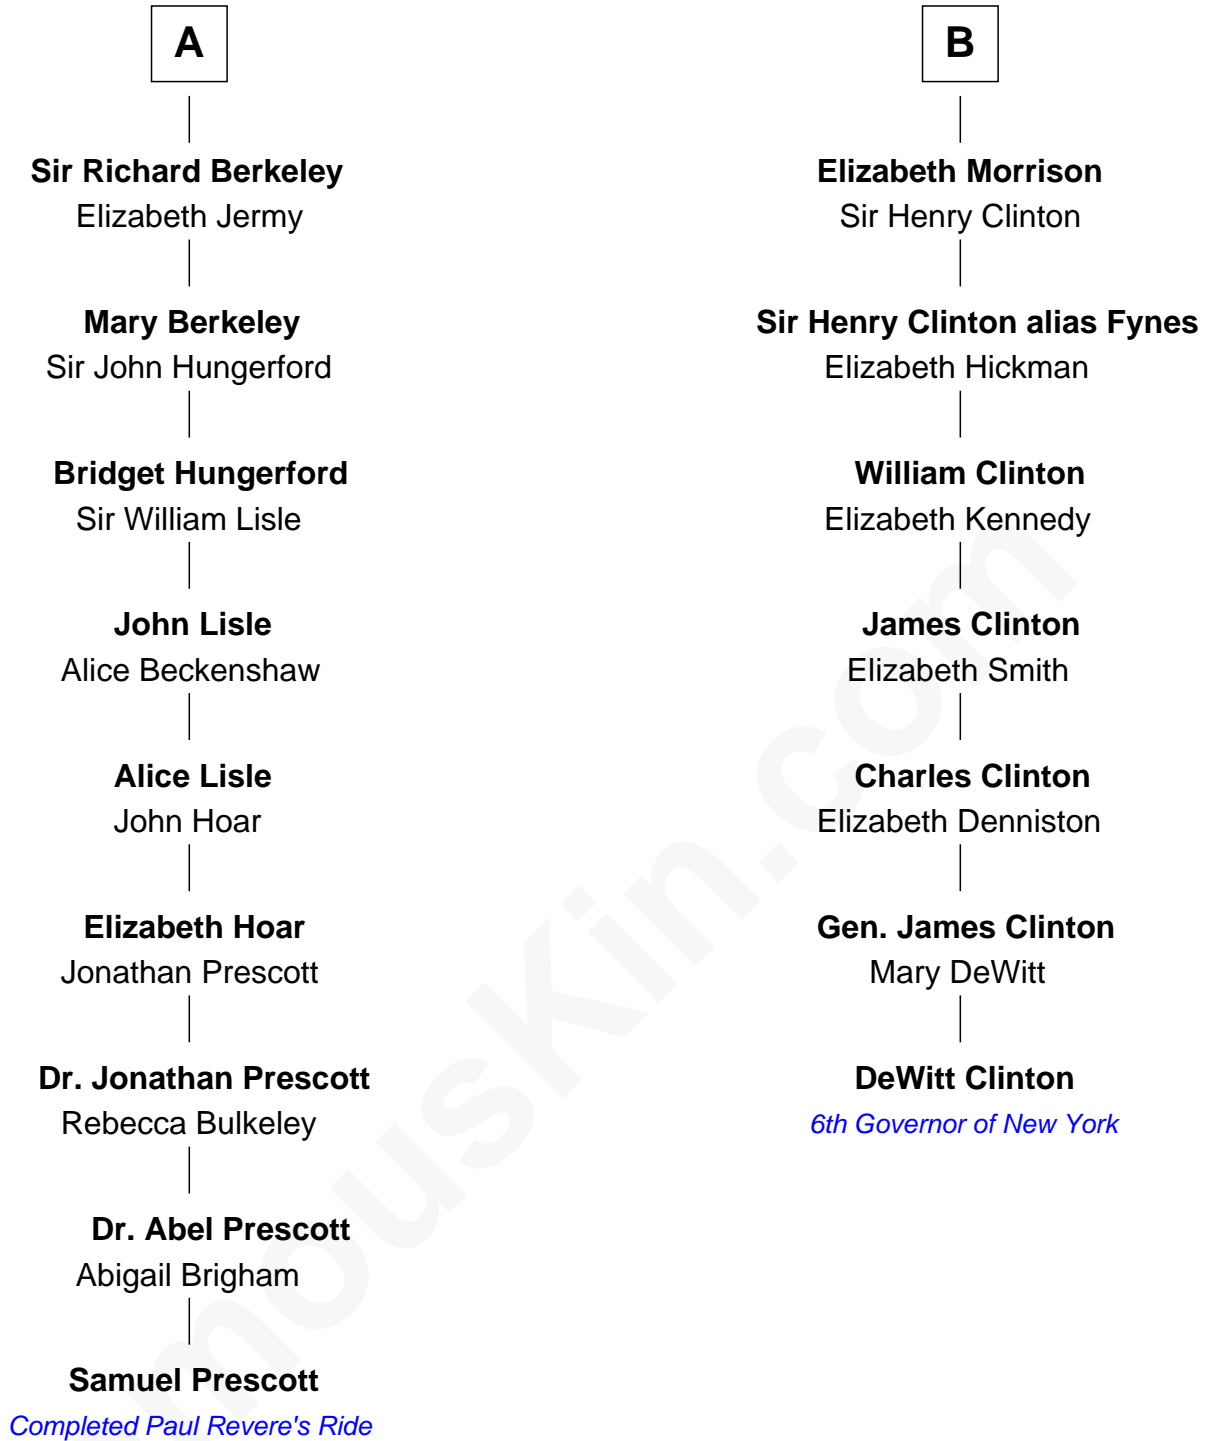 A
Sir Richard Berkeley
Elizabeth Jermy
Mary Berkeley
Sir John Hungerford
Bridget Hungerford
Sir William Lisle
John Lisle
Alice Beckenshaw
Alice Lisle
John Hoar
Elizabeth Hoar
Jonathan Prescott
Dr. Jonathan Prescott
Rebecca Bulkeley
Dr. Abel Prescott
Abigail Brigham
Samuel Prescott
Completed Paul Revere's Ride
B
Elizabeth Morrison
Sir Henry Clinton
Sir Henry Clinton alias Fynes
Elizabeth Hickman
William Clinton
Elizabeth Kennedy
James Clinton
Elizabeth Smith
Charles Clinton
Elizabeth Denniston
Gen. James Clinton
Mary DeWitt
DeWitt Clinton
6th Governor of New York
mousKin.com